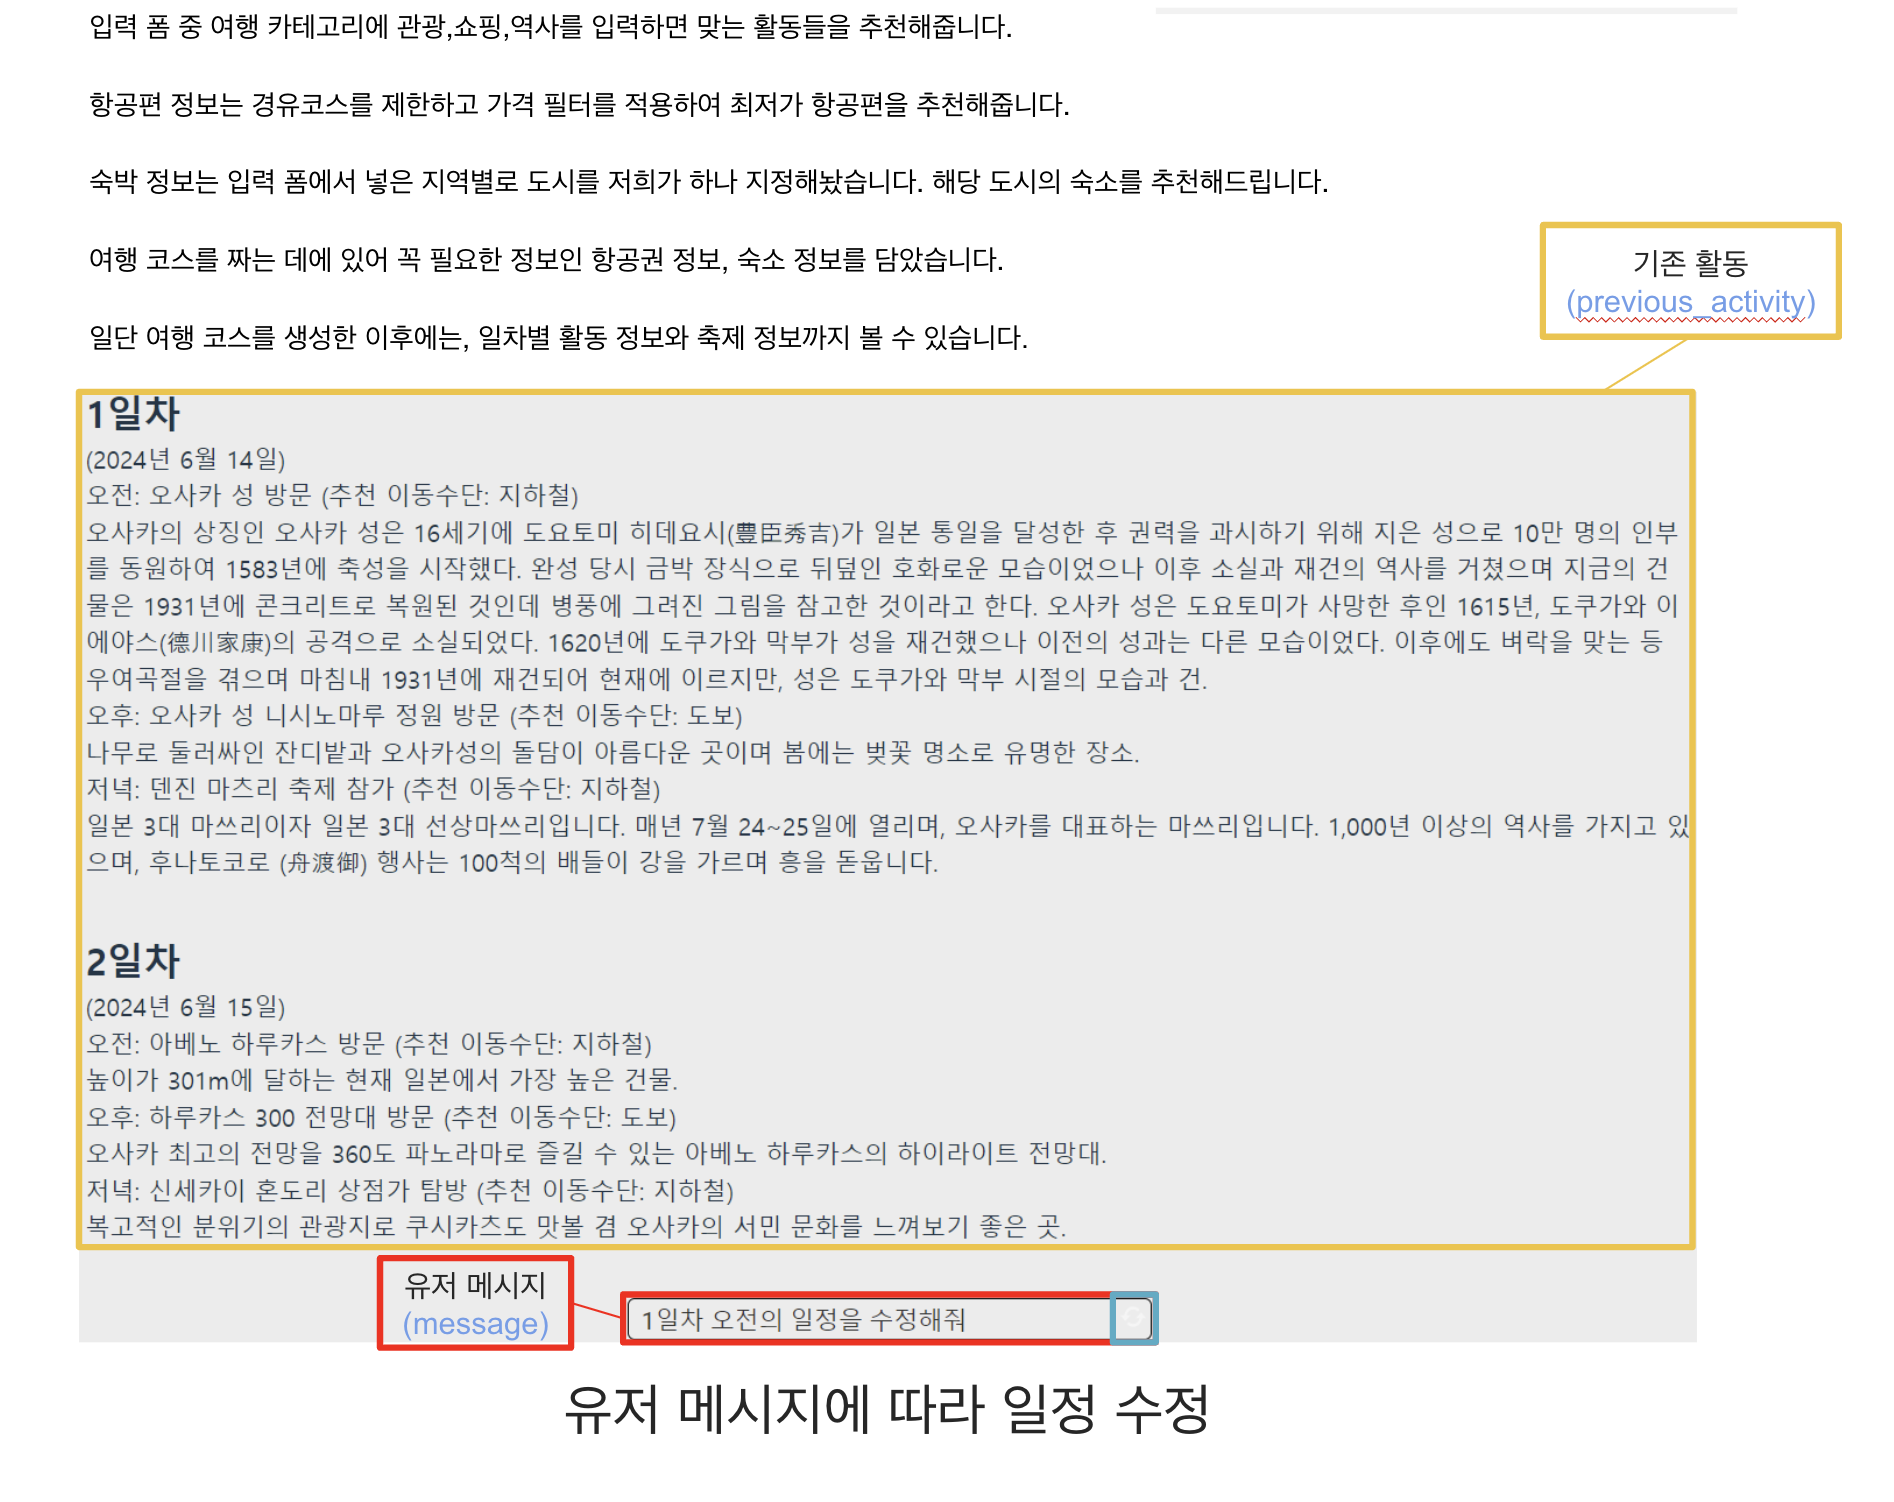 입력 폼 중 여행 카테고리에 관광,쇼핑,역사를 입력하면 맞는 활동들을 추천해줍니다.
항공편 정보는 경유코스를 제한하고 가격 필터를 적용하여 최저가 항공편을 추천해줍니다.
숙박 정보는 입력 폼에서 넣은 지역별로 도시를 저희가 하나 지정해놨습니다. 해당 도시의 숙소를 추천해드립니다.
여행 코스를 짜는 데에 있어 꼭 필요한 정보인 항공권 정보, 숙소 정보를 담았습니다.
일단 여행 코스를 생성한 이후에는, 일차별 활동 정보와 축제 정보까지 볼 수 있습니다.
기존 활동
(previous_activity)
1일차
(2024년 6월 14일)
오전: 오사카 성 방문 (추천 이동수단: 지하철)
오사카의 상징인 오사카 성은 16세기에 도요토미 히데요시(豊臣秀吉)가 일본 통일을 달성한 후 권력을 과시하기 위해 지은 성으로 10만 명의 인부
를 동원하여 1583년에 축성을 시작했다. 완성 당시 금박 장식으로 뒤덮인 호화로운 모습이었으나 이후 소실과 재건의 역사를 거쳤으며 지금의 건
물은 1931년에 콘크리트로 복원된 것인데 병풍에 그려진 그림을 참고한 것이라고 한다. 오사카 성은 도요토미가 사망한 후인 1615년, 도쿠가와 이
에야스(德川家康)의 공격으로 소실되었다. 1620년에 도쿠가와 막부가 성을 재건했으나 이전의 성과는 다른 모습이었다. 이후에도 벼락을 맞는 등
우여곡절을 겪으며 마침내 1931년에 재건되어 현재에 이르지만, 성은 도쿠가와 막부 시절의 모습과 건.
오후: 오사카 성 니시노마루 정원 방문 (추천 이동수단: 도보)
나무로 둘러싸인 잔디밭과 오사카성의 돌담이 아름다운 곳이며 봄에는 벚꽃 명소로 유명한 장소.
저녁: 덴진 마츠리 축제 참가 (추천 이동수단: 지하철)
일본 3대 마쓰리이자 일본 3대 선상마쓰리입니다. 매년 7월 24~25일에 열리며, 오사카를 대표하는 마쓰리입니다. 1,000년 이상의 역사를 가지고 있
으며, 후나토코로 (舟渡御) 행사는 100척의 배들이 강을 가르며 흥을 돋웁니다.
2일차
(2024년 6월 15일)
오전: 아베노 하루카스 방문 (추천 이동수단: 지하철)
높이가 301m에 달하는 현재 일본에서 가장 높은 건물.
오후: 하루카스 300 전망대 방문 (추천 이동수단: 도보)
오사카 최고의 전망을 360도 파노라마로 즐길 수 있는 아베노 하루카스의 하이라이트 전망대.
저녁: 신세카이 혼도리 상점가 탐방 (추천 이동수단: 지하철)
복고적인 분위기의 관광지로 쿠시카츠도 맛볼 겸 오사카의 서민 문화를 느껴보기 좋은 곳.
유저 메시지
(message)
1일차 오전의 일정을 수정해줘
유저 메시지에 따라 일정 수정